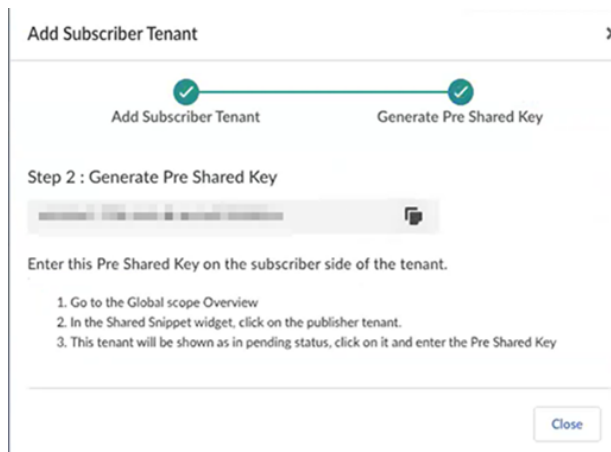 Add Subscriber Tenant
Add Subscriber Tenant
Generate Pre Shared Key
Step 2 : Generate Pre Shared Key
Enter this Pre Shared Key on the subscriber side of the tenant.
1. Go to the Global scope Overview
2. In the Shared Snippet widget, click on the publisher tenant.
3. This tenant will be shown as in pending status, click on it and enter the Pre Shared Key
Close